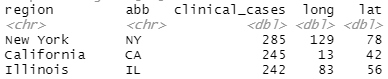 region abb clinical_cases long lat
<chr> <chr> <dbl> <dbl> <dbl>
New York NY 285 129 78
California CA 245 13 42
Illinois IL 242 83 56